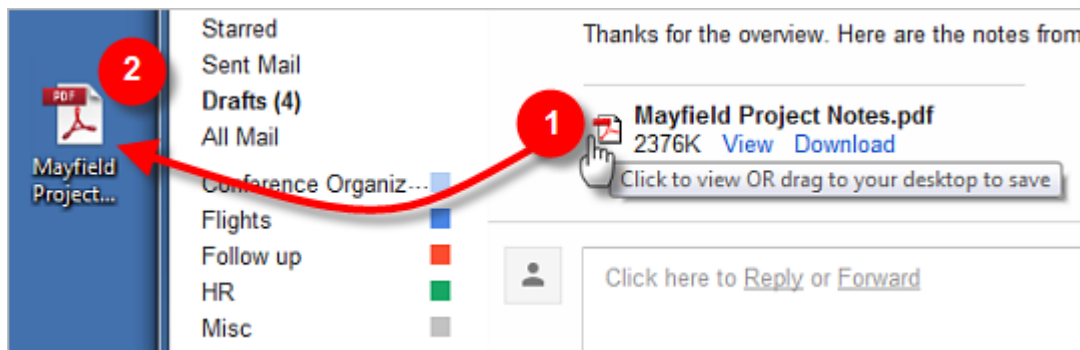 2
PDF
Mayfield
Project...
Starred
Sent Mail
Drafts (4)
All Mail
Conference Organiz...
Flights
Follow up
HR
Misc
Thanks for the overview. Here are the notes from
1
Mayfield Project Notes.pdf
2376K View Download
Click to view OR drag to your desktop to save
Click here to Reply or Forward